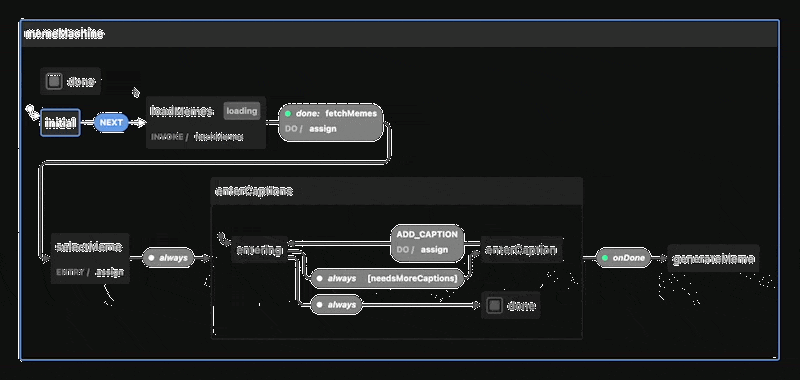 memeMachine
done
initial
NEXT
loadMemes
loading
INVOKE /
done: fetchMemes
DO / assign
enterCaptions
ADD_CAPTION
DO / assign
selectMeme
ENTRY / assign
always
entering
enterCaption
onDone
generateMeme
always [needsMoreCaptions]
always
done